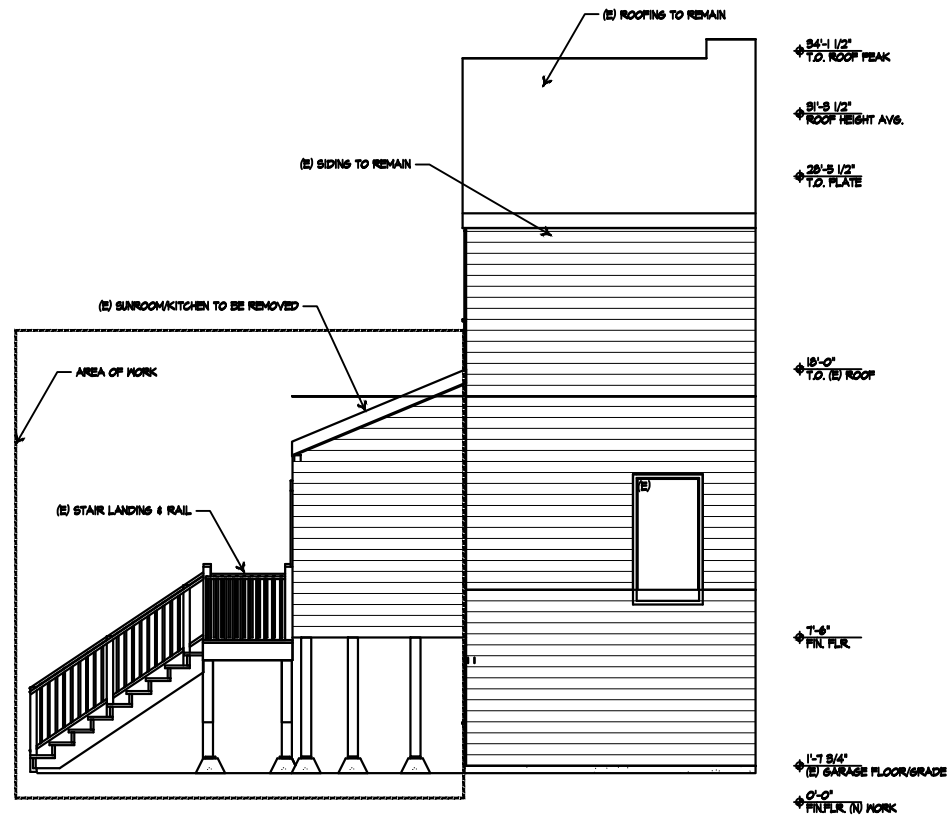 (E) ROOFING TO REMAIN
34'-1 1/2"
T.O. ROOF PEAK
31'-3 1/2"
ROOF HEIGHT AVG.
(E) SIDING TO REMAIN
28'-5 1/2"
T.O. PLATE
(E) SUNROOM/KITCHEN TO BE REMOVED
AREA OF WORK
18'-0"
T.O. (E) ROOF
(E)
(E) STAIR LANDING & RAIL
7'-6"
FIN. FLR.
1'-7 3/4"
(E) GARAGE FLOOR/GRADE
0'-0"
FIN.FLR. (N) WORK